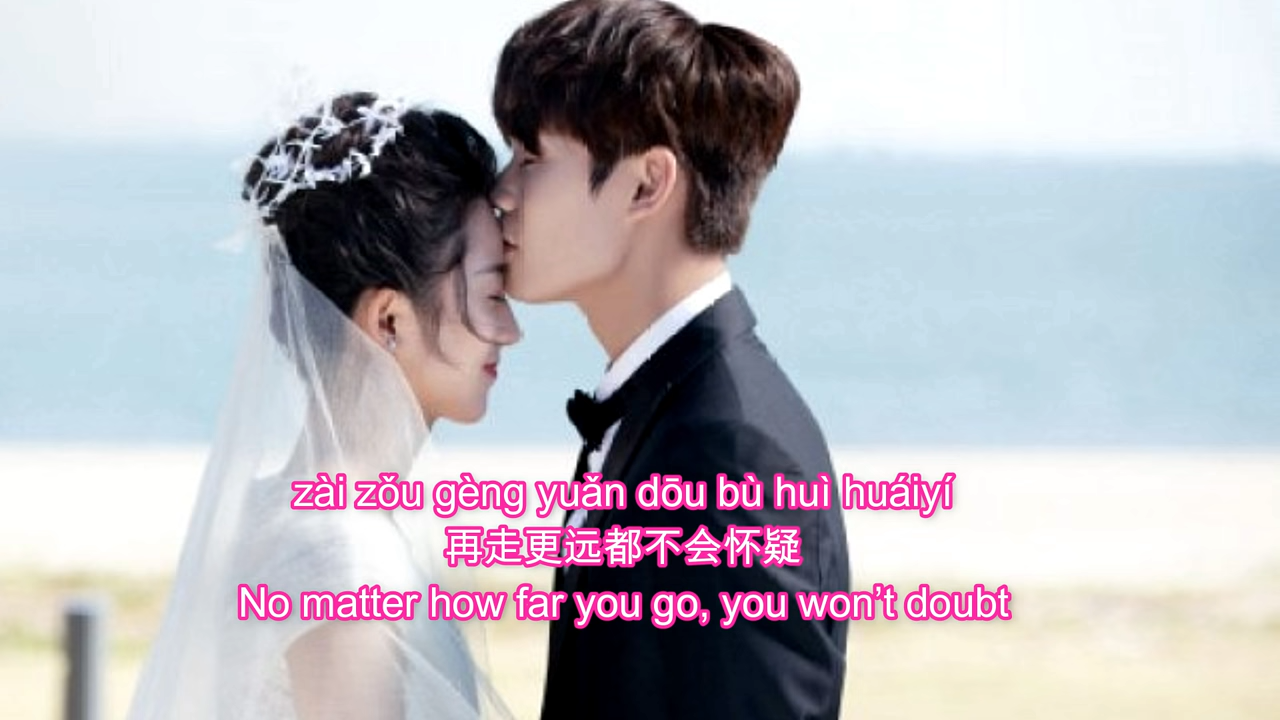 zài zǒu gèng yuǎn dōu bù huì huáiyí
再走更远都不会怀疑
No matter how far you go, you won’t doubt